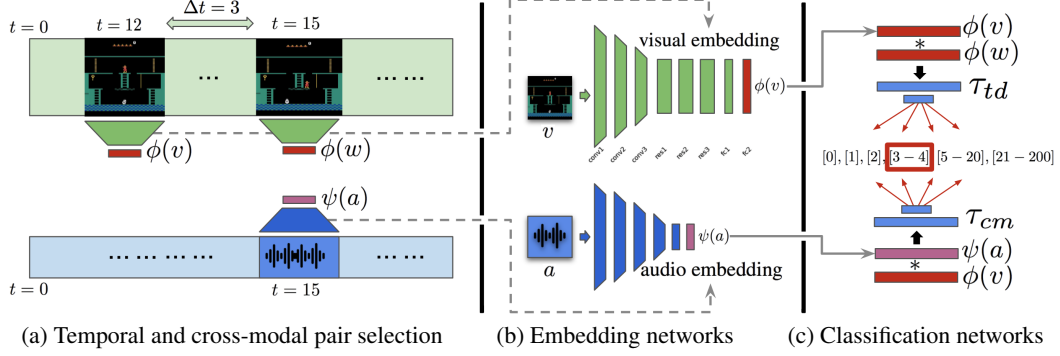 t = 0
t = 12
Δt = 3
t = 15
...
... ...
ϕ(v)
ϕ(w)
ψ(a)
... ...
... ...
t = 0
t = 15
(a) Temporal and cross-modal pair selection
visual embedding
v
ϕ(v)
conv1
conv2
conv3
res1
res2
res3
fc1
fc2
a
ψ(a)
audio embedding
(b) Embedding networks
ϕ(v)
*
ϕ(w)
τtd
[0], [1], [2], [3 − 4], [5 − 20], [21 − 200]
τcm
ψ(a)
*
ϕ(v)
(c) Classification networks